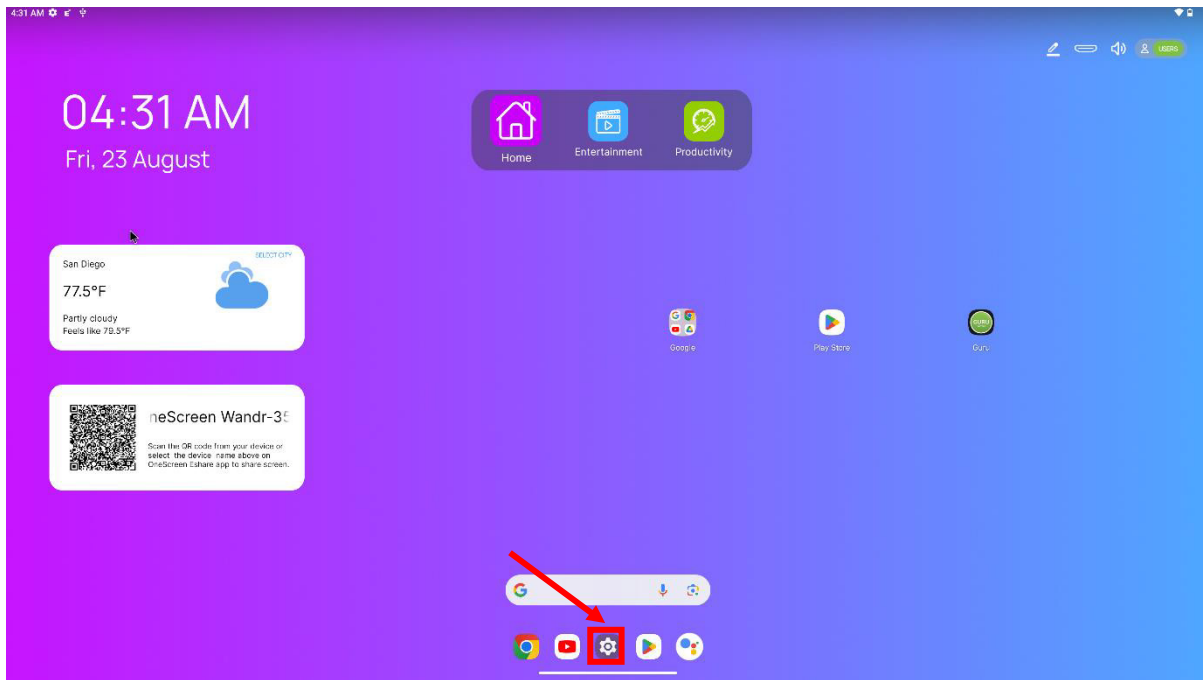 4:31 AM
USERS
04:31 AM
Fri, 23 August
Home
Entertainment
Productivity
SELECT CITY
San Diego
77.5°F
Partly cloudy
Feels like 79.5°F
Google
Play Store
GURU
Guru
neScreen Wandr-35
Scan the QR code from your device or
select the device name above on
OneScreen Eshare app to share screen.